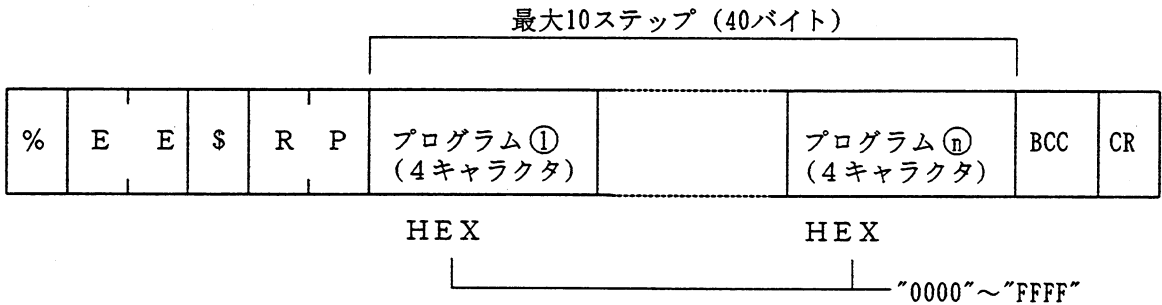 最大10ステップ（40バイト）
% E E $ R P プログラム① プログラムⓝ BCC CR
（4キャラクタ） （4キャラクタ）
HEX HEX
"0000"～"FFFF"